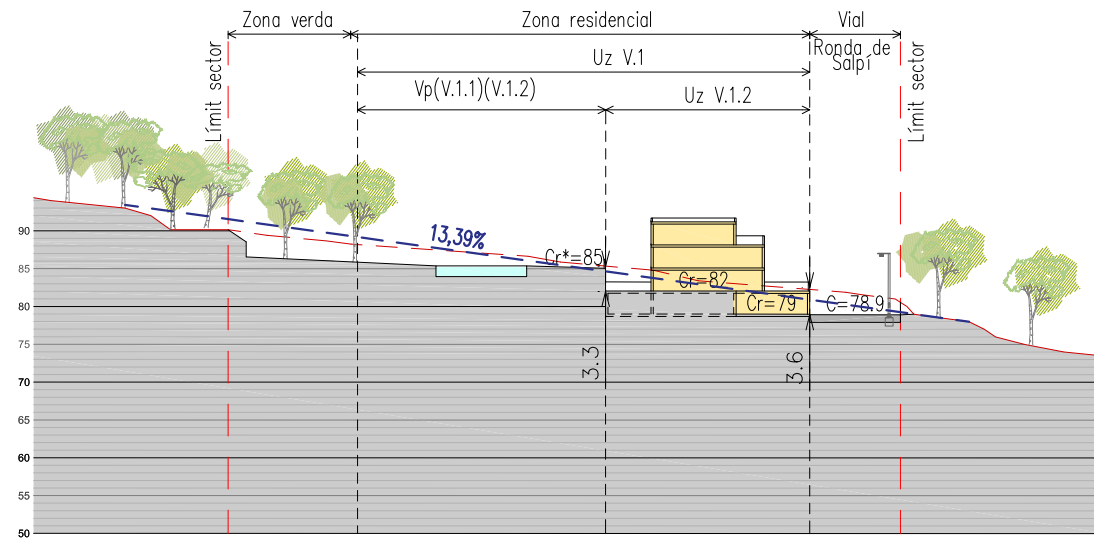 Zona verda
Zona residencial
Vial
Ronda de
Salpí
Uz V.1
Vp(V.1.1)(V.1.2)
Uz V.1.2
Límit sector
Límit sector
13,39%
Cr*=85
Cr=82
Cr=79
C=78.9
3.3
3.6
90
85
80
75
70
65
60
55
50